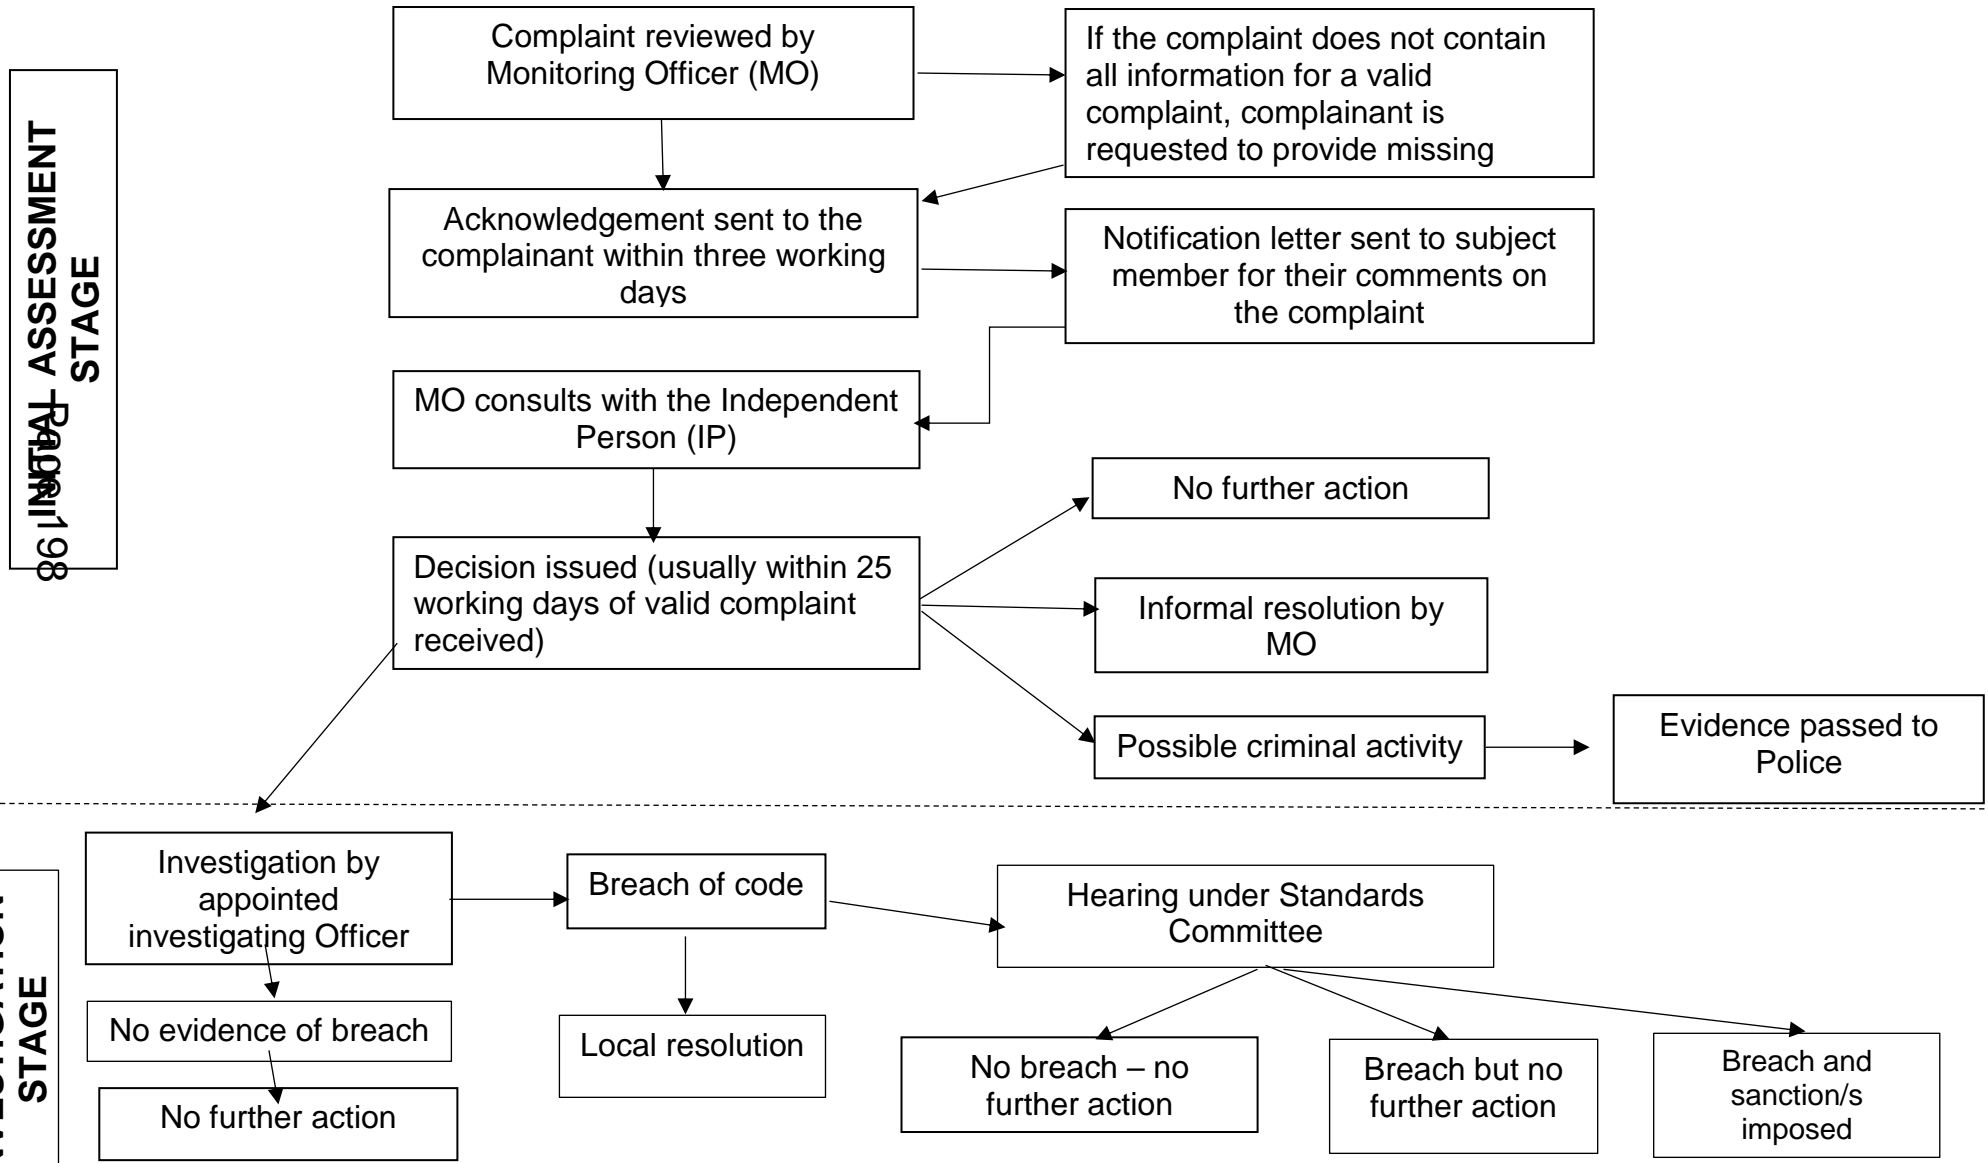 INITIAL ASSESSMENT
STAGE
Page 198
Complaint reviewed by
Monitoring Officer (MO)
If the complaint does not contain
all information for a valid
complaint, complainant is
requested to provide missing
Acknowledgement sent to the
complainant within three working
days
Notification letter sent to subject
member for their comments on
the complaint
MO consults with the Independent
Person (IP)
No further action
Decision issued (usually within 25
working days of valid complaint
received)
Informal resolution by
MO
Possible criminal activity
Evidence passed to
Police
STAGE
Investigation by
appointed
investigating Officer
Breach of code
Hearing under Standards
Committee
No evidence of breach
Local resolution
No further action
No breach – no
further action
Breach but no
further action
Breach and
sanction/s
imposed